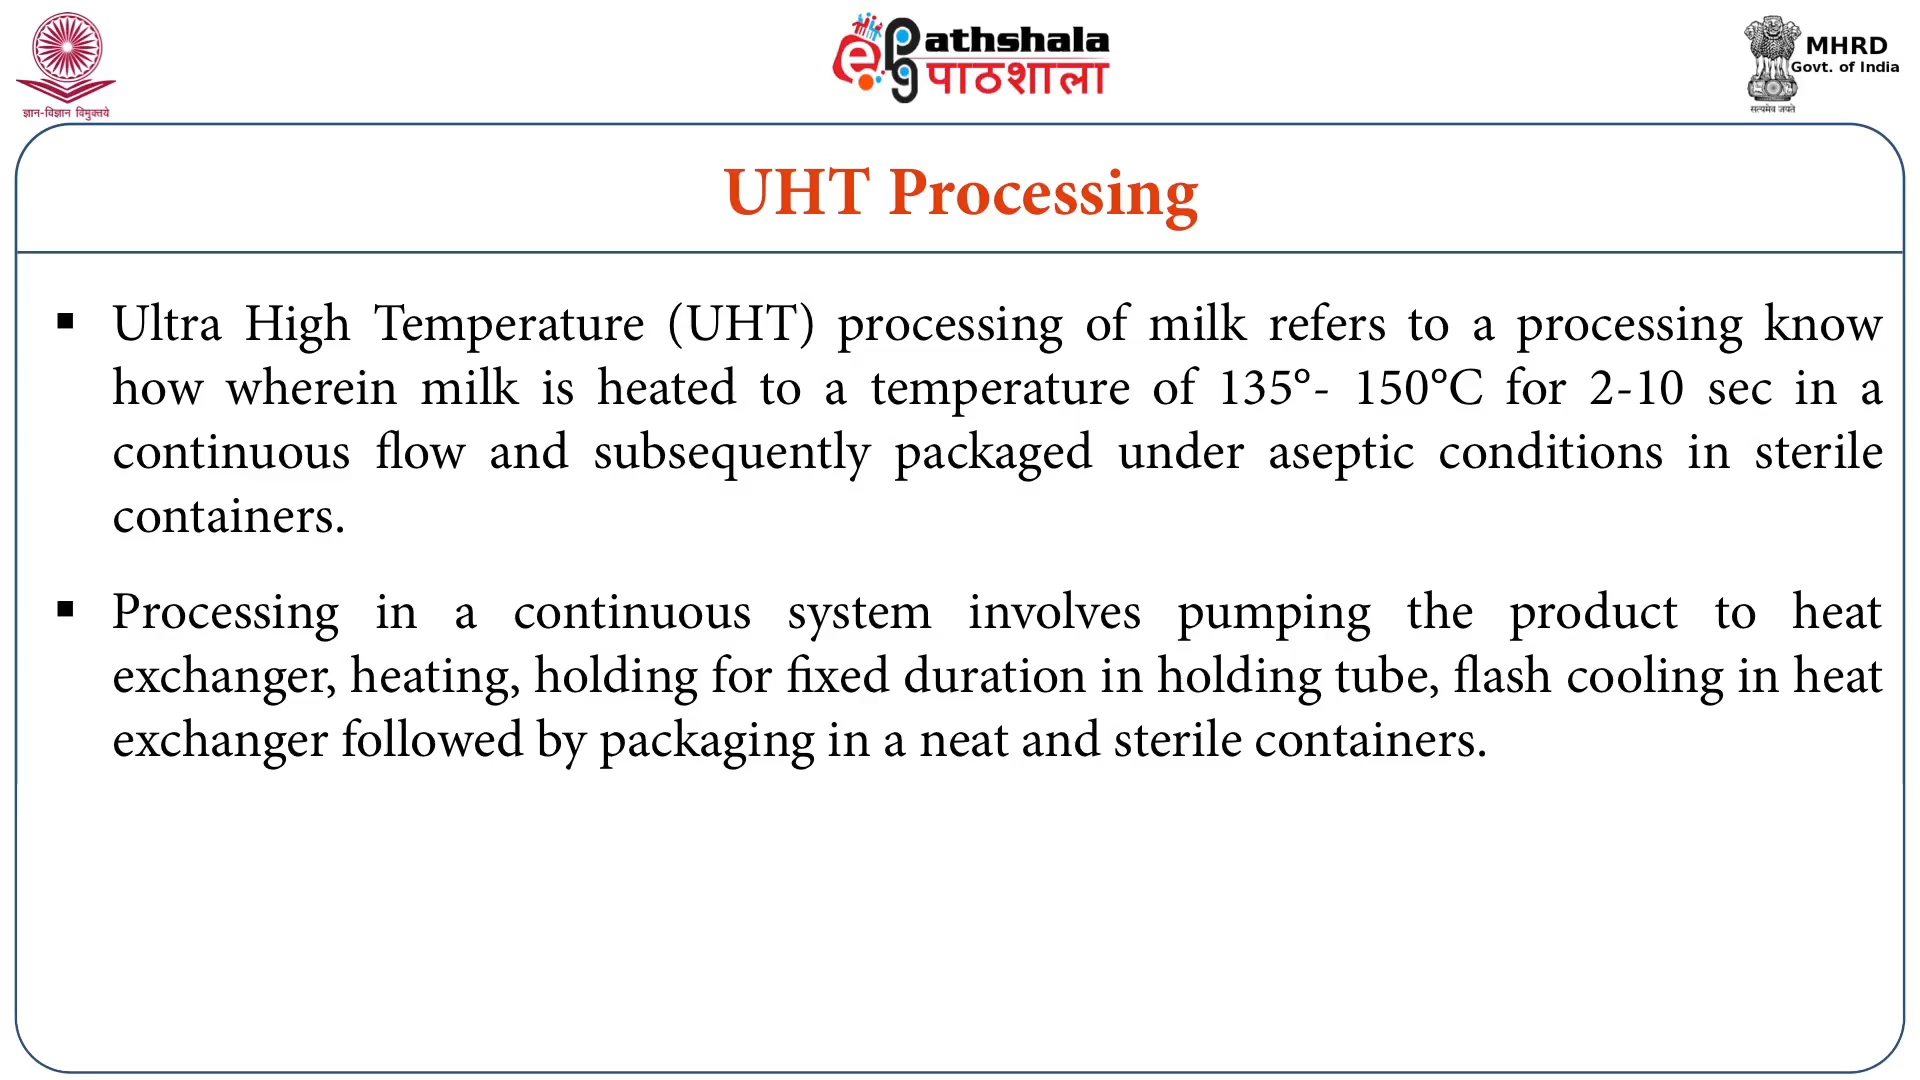 ज्ञान-विज्ञान विमुक्तये
ePg Pathshala
पाठशाला
सत्यमेव जयते
MHRD
Govt. of India
UHT Processing
▪ Ultra High Temperature (UHT) processing of milk refers to a processing know
how wherein milk is heated to a temperature of 135°- 150°C for 2-10 sec in a
continuous flow and subsequently packaged under aseptic conditions in sterile
containers.
▪ Processing in a continuous system involves pumping the product to heat
exchanger, heating, holding for fixed duration in holding tube, flash cooling in heat
exchanger followed by packaging in a neat and sterile containers.